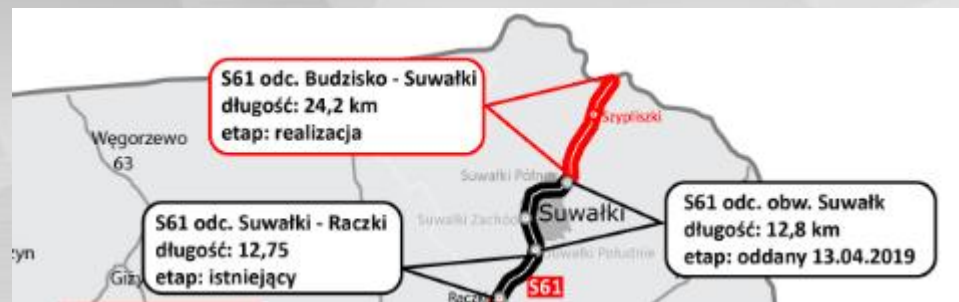 S61 odc. Budzisko - Suwałki
długość: 24,2 km
etap: realizacja
Szypliszki
Węgorzewo
63
Suwałki Północ
S61 odc. Suwałki - Raczki
długość: 12,75
etap: istniejący
Suwałki Zachód
Suwałki
S61 odc. obw. Suwałk
długość: 12,8 km
etap: oddany 13.04.2019
Suwałki Południe
Raczki
S61